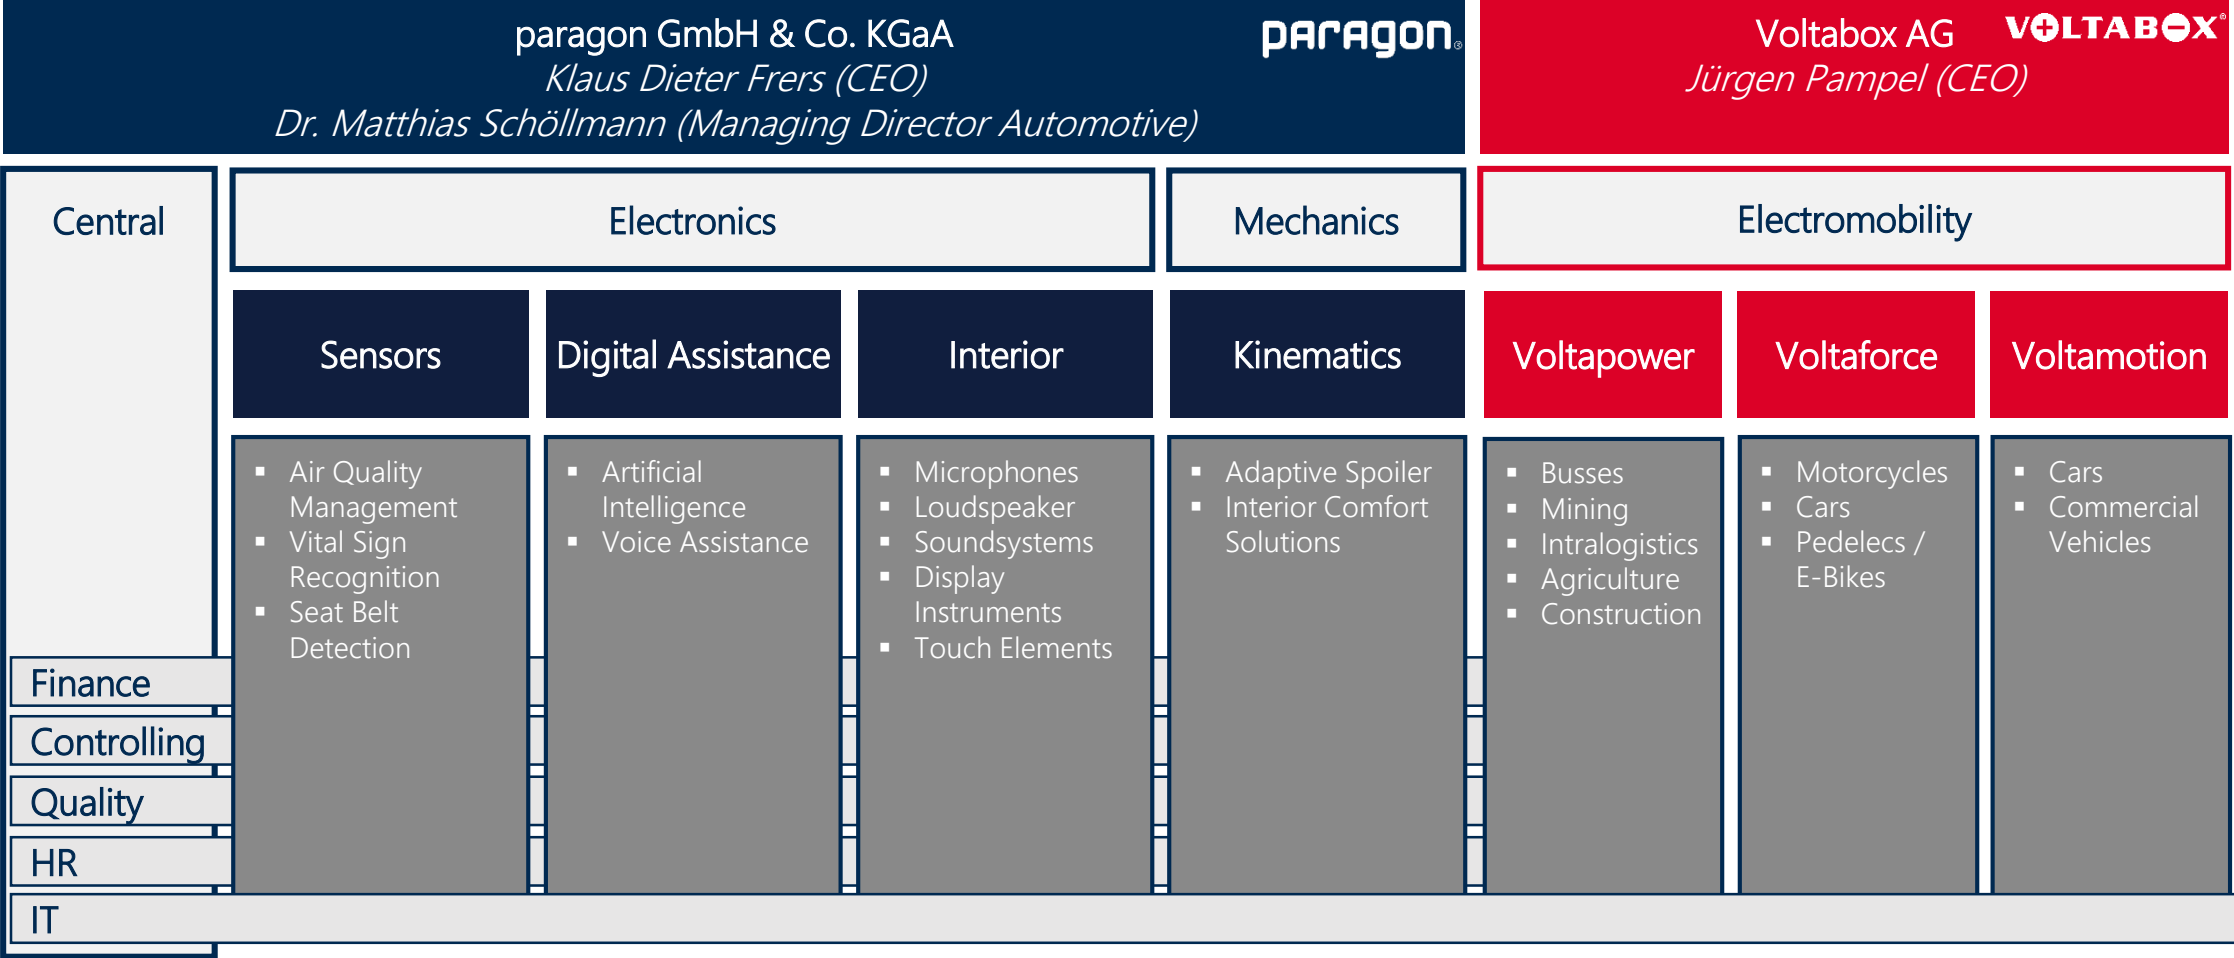 paragon GmbH & Co. KGaA
Klaus Dieter Frers (CEO)
Dr. Matthias Schöllmann (Managing Director Automotive)
paragon®
Voltabox AG
VOLTABOX®
Jürgen Pampel (CEO)
Central
Electronics
Mechanics
Electromobility
Sensors
Digital Assistance
Interior
Kinematics
Voltapower
Voltaforce
Voltamotion
▪ Air Quality
Management
▪ Vital Sign
Recognition
▪ Seat Belt
Detection
▪ Artificial
Intelligence
▪ Voice Assistance
▪ Microphones
▪ Loudspeaker
▪ Soundsystems
▪ Display
Instruments
▪ Touch Elements
▪ Adaptive Spoiler
▪ Interior Comfort
Solutions
▪ Busses
▪ Mining
▪ Intralogistics
▪ Agriculture
▪ Construction
▪ Motorcycles
▪ Cars
▪ Pedelecs /
E-Bikes
▪ Cars
▪ Commercial
Vehicles
Finance
Controlling
Quality
HR
IT